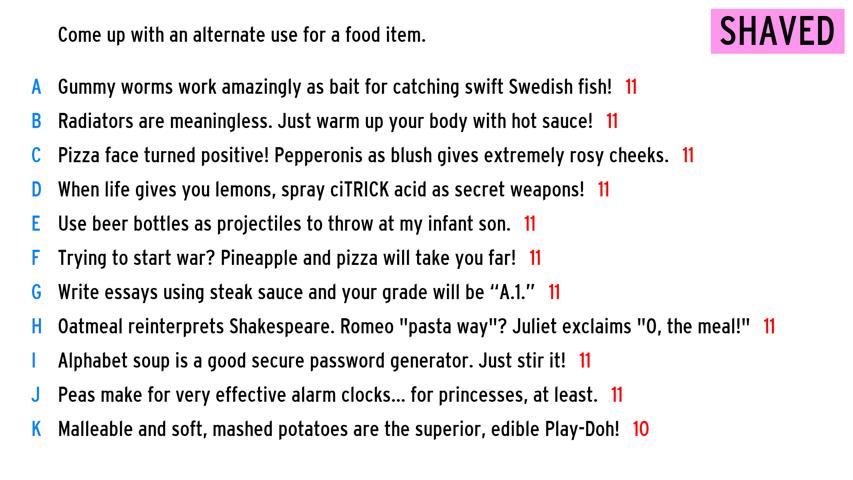 Come up with an alternate use for a food item.
SHAVED
A Gummy worms work amazingly as bait for catching swift Swedish fish! 11
B Radiators are meaningless. Just warm up your body with hot sauce! 11
C Pizza face turned positive! Pepperonis as blush gives extremely rosy cheeks. 11
D When life gives you lemons, spray ciTRICK acid as secret weapons! 11
E Use beer bottles as projectiles to throw at my infant son. 11
F Trying to start war? Pineapple and pizza will take you far! 11
G Write essays using steak sauce and your grade will be “A.1.” 11
H Oatmeal reinterprets Shakespeare. Romeo "pasta way"? Juliet exclaims "O, the meal!" 11
I Alphabet soup is a good secure password generator. Just stir it! 11
J Peas make for very effective alarm clocks... for princesses, at least. 11
K Malleable and soft, mashed potatoes are the superior, edible Play-Doh! 10